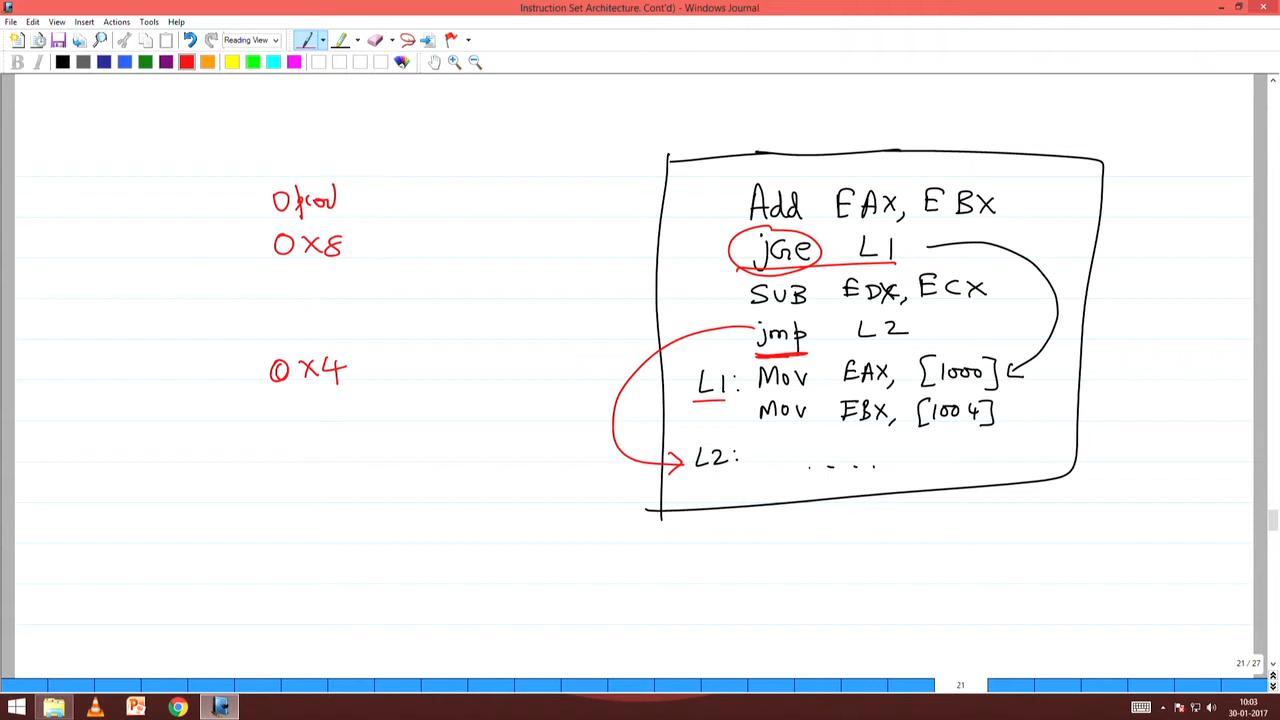 Instruction Set Architecture. Cont'd) - Windows Journal
File Edit View Insert Actions Tools Help
Reading View
B I
Opcod
0x8
0x4
Add EAX, EBX
jGe L1
SUB EDX, ECX
jmp L2
L1: Mov EAX, [1000]
Mov EBX, [1004]
L2: ....
21 / 27
21
10:03
30-01-2017